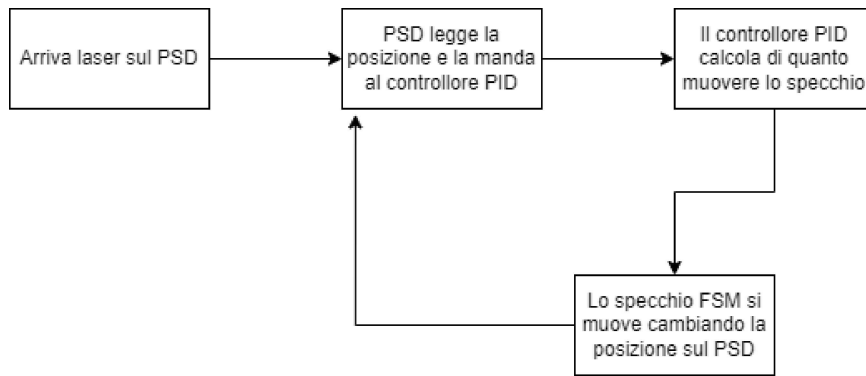 Arriva laser sul PSD
PSD legge la
posizione e la manda
al controllore PID
Il controllore PID
calcola di quanto
muovere lo specchio
Lo specchio FSM si
muove cambiando la
posizione sul PSD